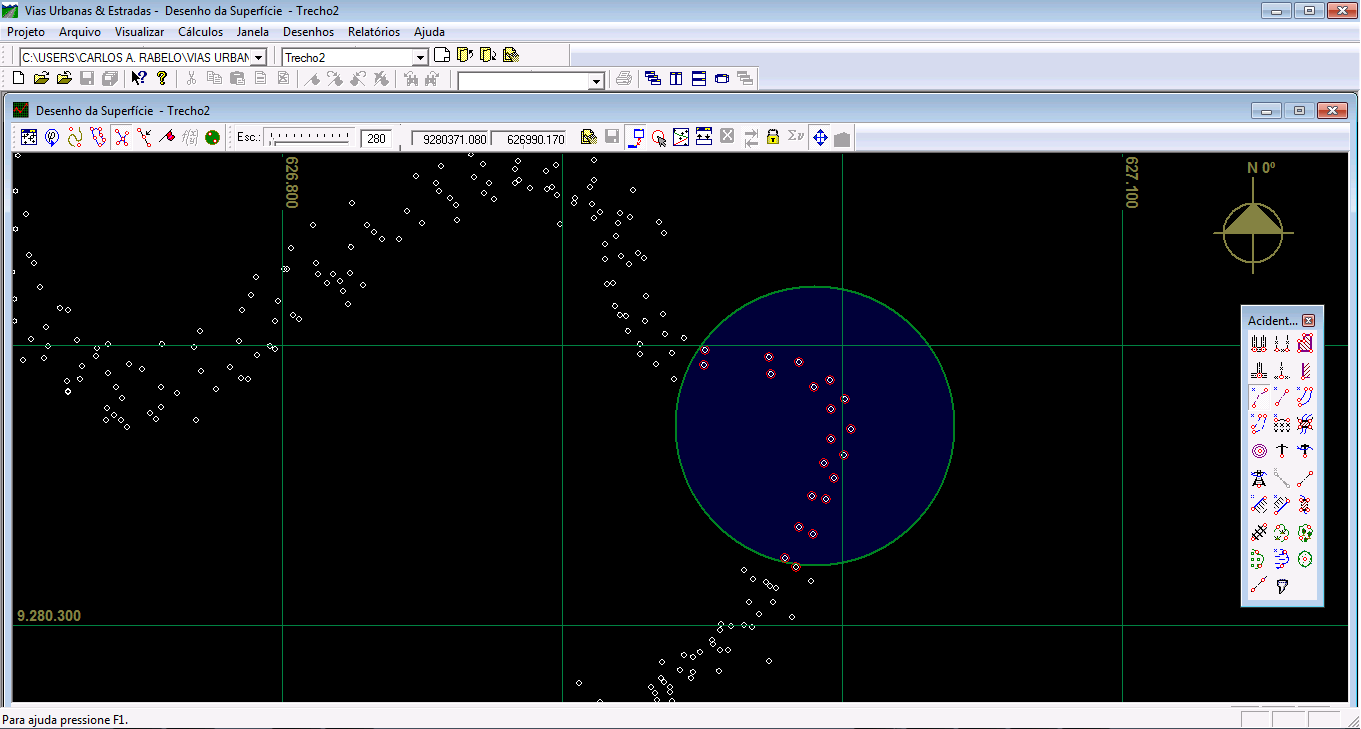 Vias Urbanas & Estradas - Desenho da Superfície - Trecho2
Projeto Arquivo Visualizar Cálculos Janela Desenhos Relatórios Ajuda
C:\USERS\CARLOS A. RABELO\VIAS URBAN Trecho2
Desenho da Superfície - Trecho2
f(x) Esc.: 280 9280371.080 626990.170 Συ
626.800
627.100
N 0º
Acident...
9.280.300
Para ajuda pressione F1.